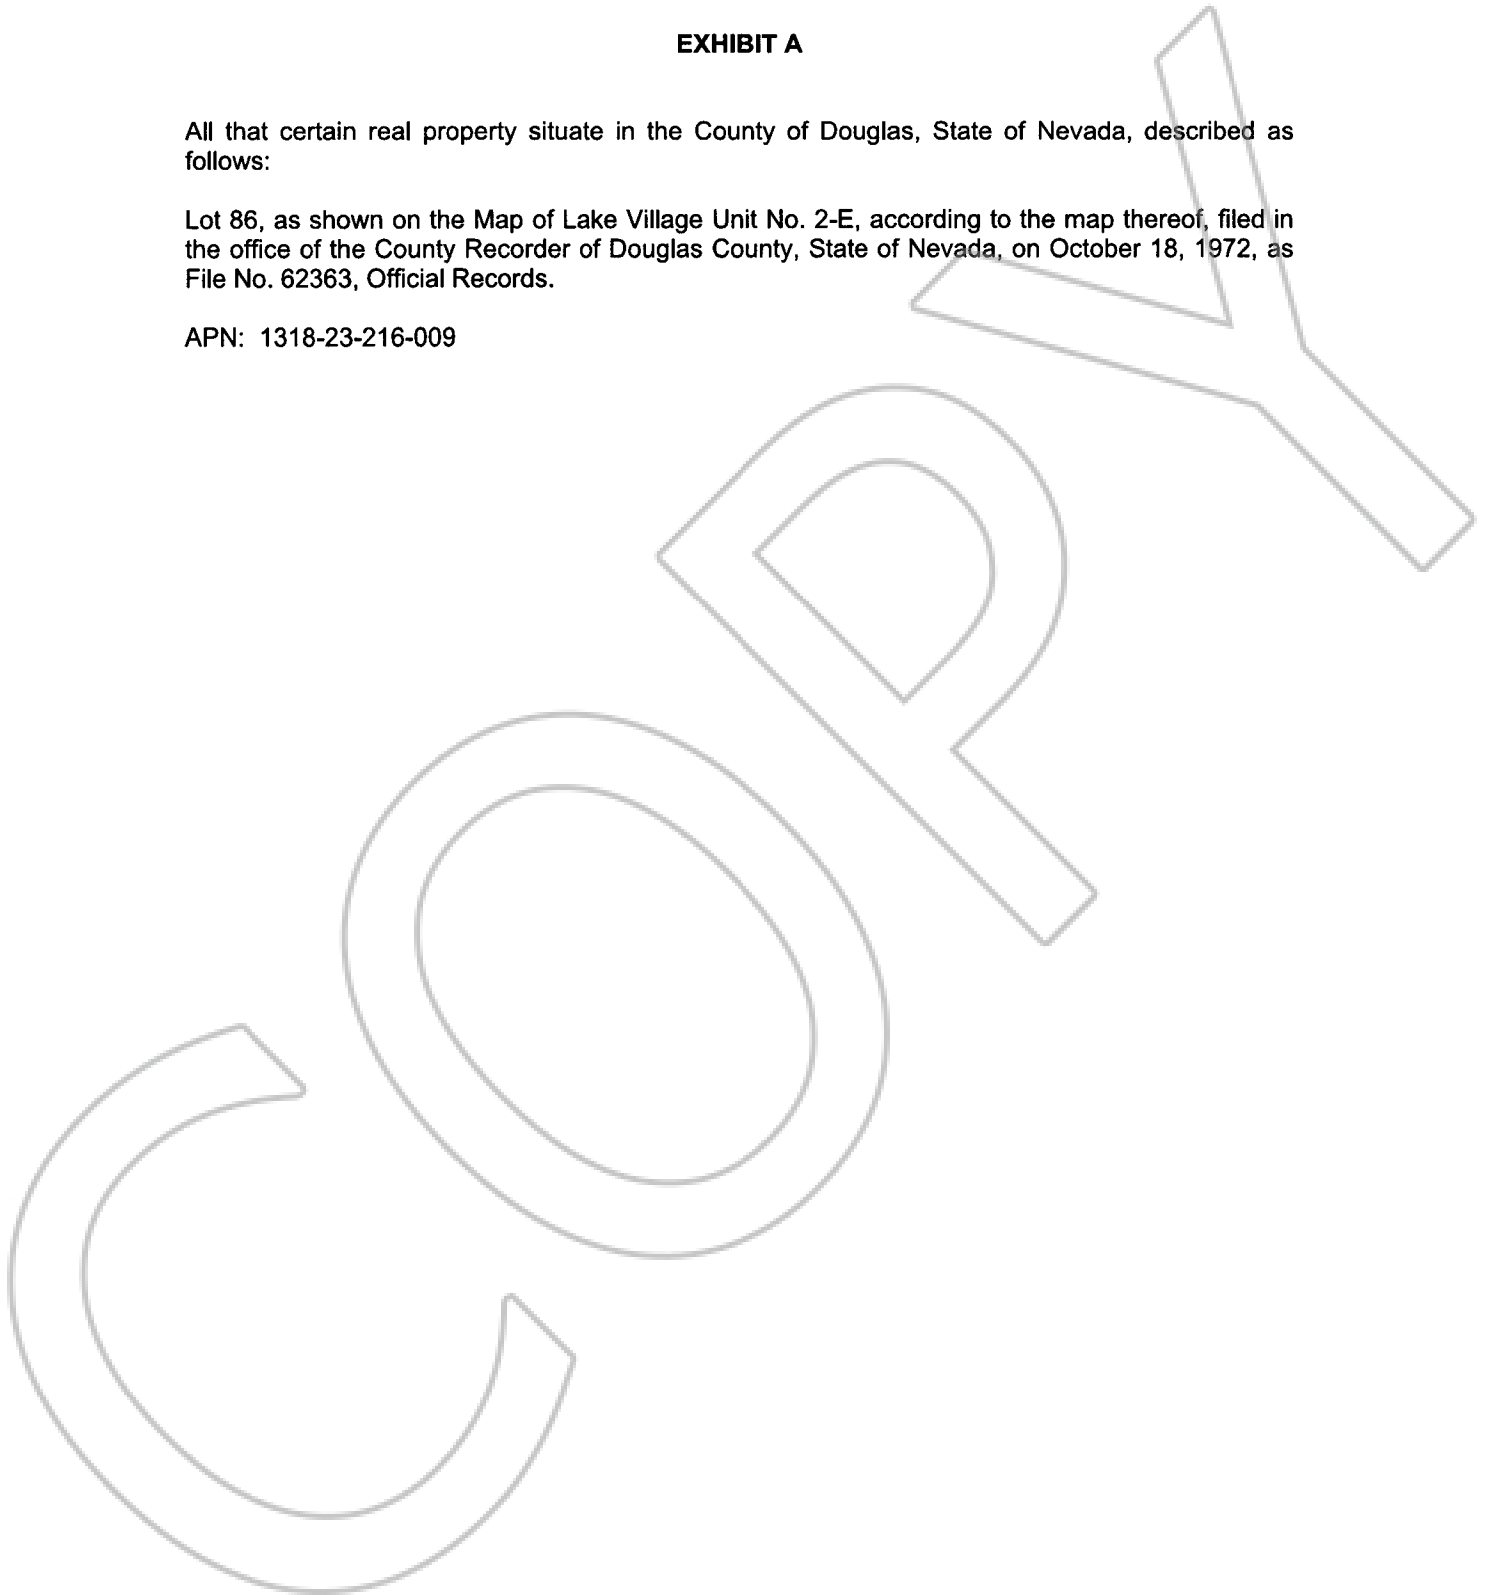 EXHIBIT A
All that certain real property situate in the County of Douglas, State of Nevada, described as
follows:
Lot 86, as shown on the Map of Lake Village Unit No. 2-E, according to the map thereof, filed in
the office of the County Recorder of Douglas County, State of Nevada, on October 18, 1972, as
File No. 62363, Official Records.
APN: 1318-23-216-009
COPY